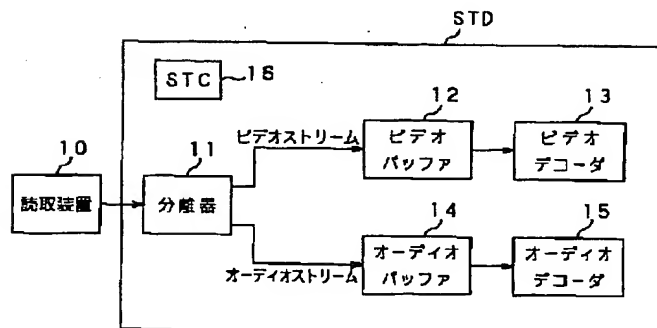 STD
16
STC
12
13
ビデオストリーム
ビデオ
バッファ
ビデオ
デコーダ
10
11
読取装置
分離器
14
15
オーディオストリーム
オーディオ
バッファ
オーディオ
デコーダ